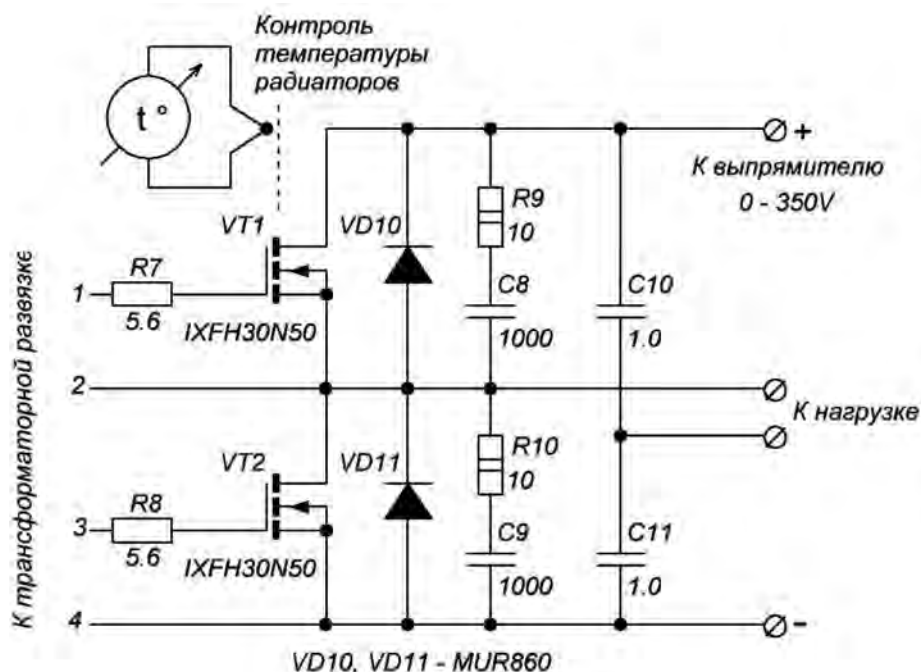 Контроль
температуры
радиаторов
t°
+
К выпрямителю
0 - 350V
VT1
VD10
R9
10
R7
1
5.6
IXFH30N50
C8
1000
C10
1.0
2
К нагрузке
VT2
VD11
R10
10
R8
3
5.6
IXFH30N50
C9
1000
C11
1.0
4
-
К трансформаторной развязке
VD10, VD11 - MUR860